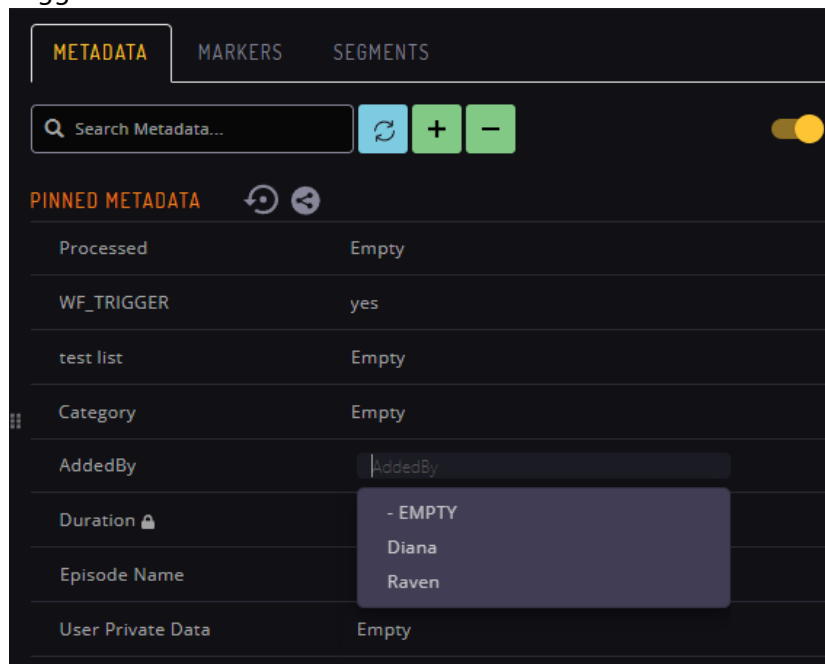 METADATA MARKERS SEGMENTS
Search Metadata...
PINNED METADATA
Processed Empty
WF_TRIGGER yes
test list Empty
Category Empty
AddedBy AddedBy
Duration
- EMPTY
Diana
Episode Name
Raven
User Private Data Empty